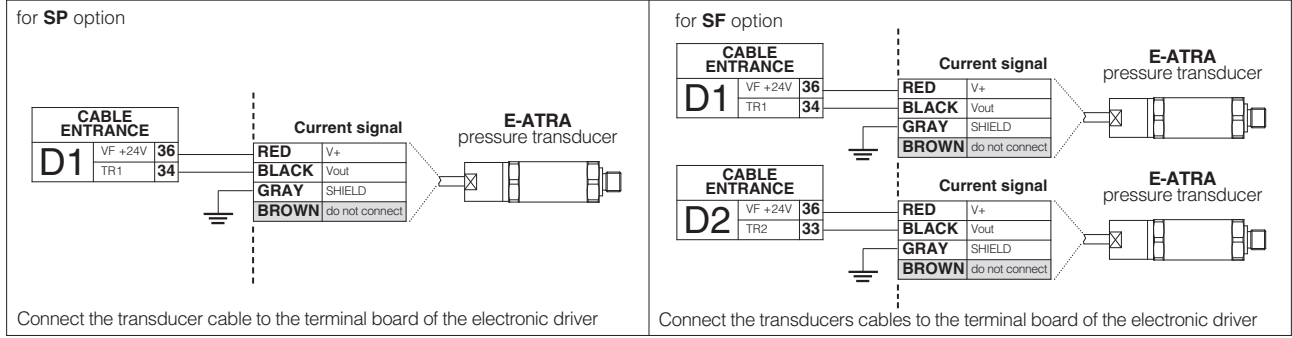 for SP option
CABLE
ENTRANCE
D1
VF +24V 36
TR1 34
Current signal
RED V+
BLACK Vout
GRAY SHIELD
BROWN do not connect
E-ATRA
pressure transducer
Connect the transducer cable to the terminal board of the electronic driver
for SF option
CABLE
ENTRANCE
D1
VF +24V 36
TR1 34
Current signal
RED V+
BLACK Vout
GRAY SHIELD
BROWN do not connect
E-ATRA
pressure transducer
CABLE
ENTRANCE
D2
VF +24V 36
TR2 33
Current signal
RED V+
BLACK Vout
GRAY SHIELD
BROWN do not connect
E-ATRA
pressure transducer
Connect the transducers cables to the terminal board of the electronic driver